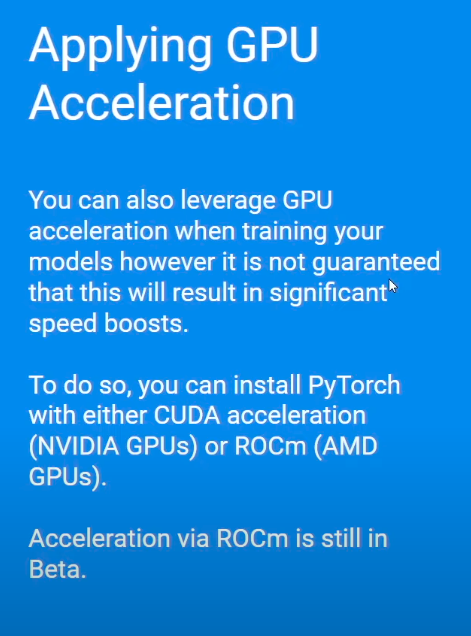 Applying GPU
Acceleration
You can also leverage GPU
acceleration when training your
models however it is not guaranteed
that this will result in significant
speed boosts.
To do so, you can install PyTorch
with either CUDA acceleration
(NVIDIA GPUs) or ROCm (AMD
GPUs).
Acceleration via ROCm is still in
Beta.